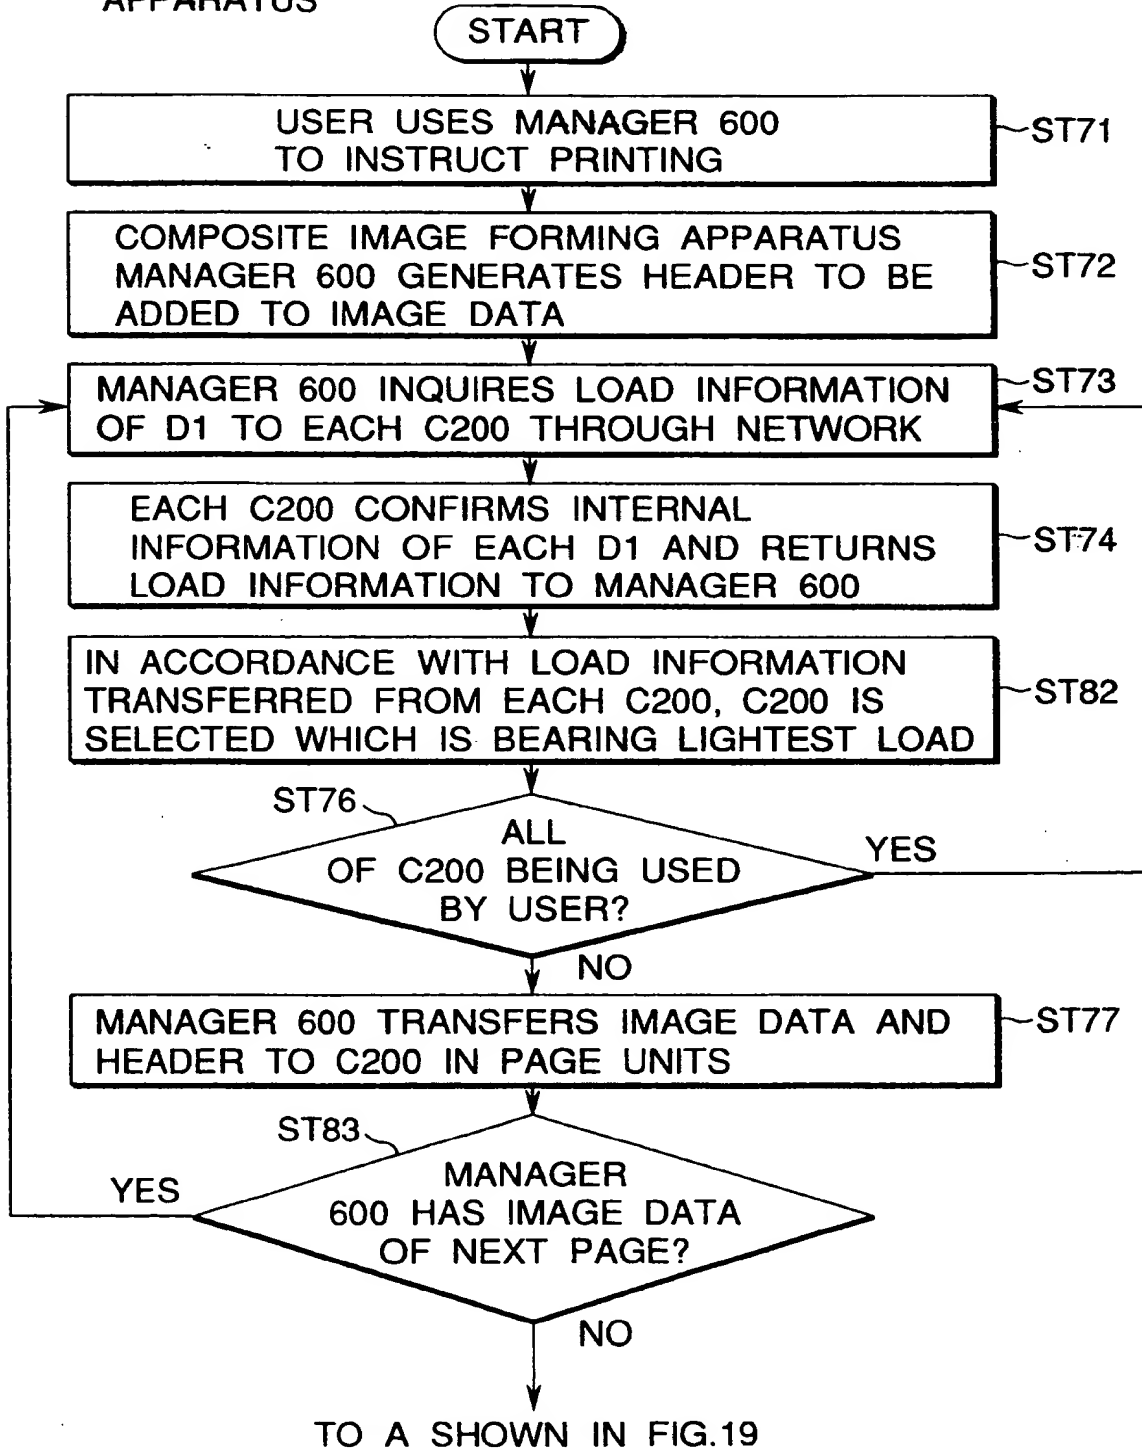 APPARATUS
START
USER USES MANAGER 600
TO INSTRUCT PRINTING
ST71
COMPOSITE IMAGE FORMING APPARATUS
MANAGER 600 GENERATES HEADER TO BE
ADDED TO IMAGE DATA
ST72
MANAGER 600 INQUIRES LOAD INFORMATION
OF D1 TO EACH C200 THROUGH NETWORK
ST73
EACH C200 CONFIRMS INTERNAL
INFORMATION OF EACH D1 AND RETURNS
LOAD INFORMATION TO MANAGER 600
ST74
IN ACCORDANCE WITH LOAD INFORMATION
TRANSFERRED FROM EACH C200, C200 IS
SELECTED WHICH IS BEARING LIGHTEST LOAD
ST82
ST76
ALL
OF C200 BEING USED
BY USER?
YES
NO
MANAGER 600 TRANSFERS IMAGE DATA AND
HEADER TO C200 IN PAGE UNITS
ST77
ST83
MANAGER
600 HAS IMAGE DATA
OF NEXT PAGE?
YES
NO
TO A SHOWN IN FIG.19